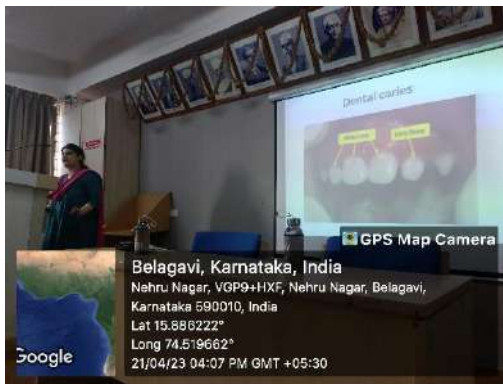 Dental caries
GPS Map Camera
Belagavi, Karnataka, India
Nehru Nagar, VGP9+HXF, Nehru Nagar, Belagavi,
Karnataka 590010, India
Lat 15.886222°
Long 74.519662°
21/04/23 04:07 PM GMT +05:30
Google